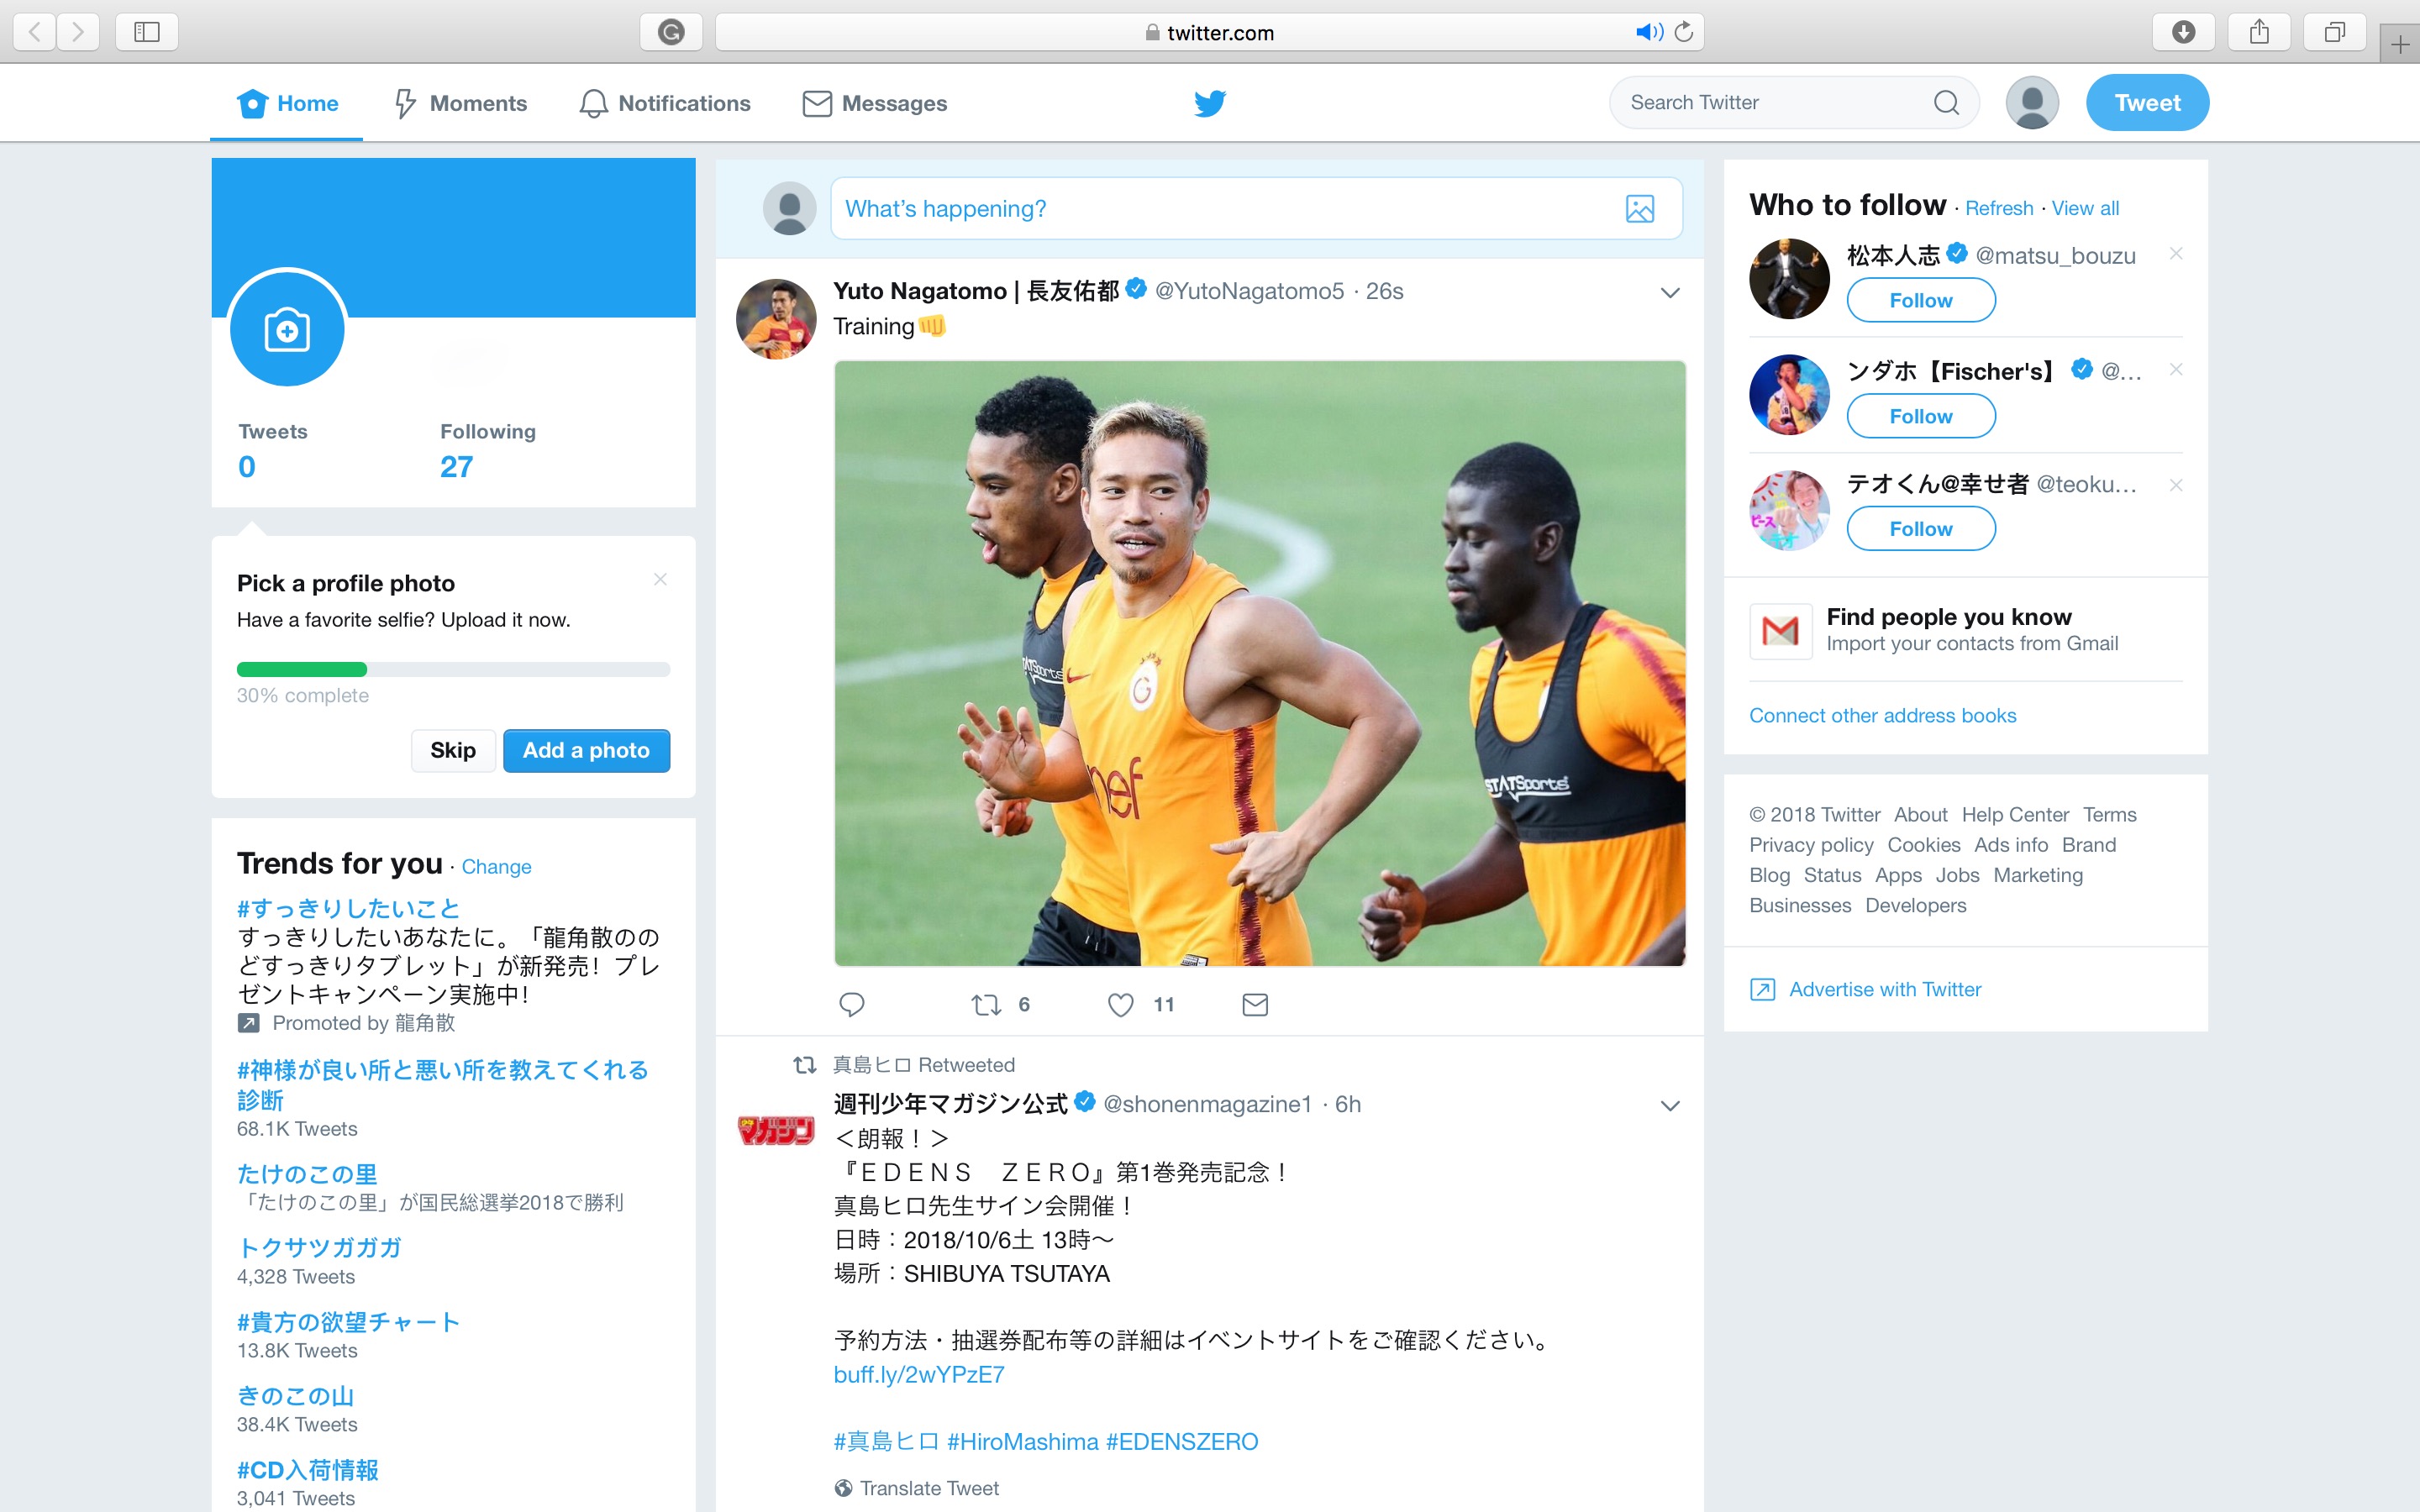 twitter.com
Home
Moments
Notifications
Messages
Search Twitter
Tweet
Tweets
0
Following
27
Pick a profile photo
Have a favorite selfie? Upload it now.
30% complete
Skip
Add a photo
Trends for you · Change
#すっきりしたいこと
すっきりしたいあなたに。「龍角散のの
どすっきりタブレット」が新発売！プレ
ゼントキャンペーン実施中！
Promoted by 龍角散
#神様が良い所と悪い所を教えてくれる
診断
68.1K Tweets
たけのこの里
「たけのこの里」が国民総選挙2018で勝利
トクサツガガガ
4,328 Tweets
#貴方の欲望チャート
13.8K Tweets
きのこの山
38.4K Tweets
#CD入荷情報
3,041 Tweets
What's happening?
Yuto Nagatomo | 長友佑都 @YutoNagatomo5 · 26s
Training
STATSports
nef
STATSports
6
11
真島ヒロ Retweeted
週刊少年マガジン公式 @shonenmagazine1 · 6h
マガジン
＜朗報！＞
『ＥＤＥＮＳ　ＺＥＲＯ』第1巻発売記念！
真島ヒロ先生サイン会開催！
日時：2018/10/6土 13時〜
場所：SHIBUYA TSUTAYA
予約方法・抽選券配布等の詳細はイベントサイトをご確認ください。
buff.ly/2wYPzE7
#真島ヒロ #HiroMashima #EDENSZERO
Translate Tweet
Who to follow · Refresh · View all
松本人志 @matsu_bouzu
Follow
ンダホ【Fischer's】 @…
Follow
テオくん@幸せ者 @teoku…
ピース
Follow
Find people you know
Import your contacts from Gmail
Connect other address books
© 2018 Twitter About Help Center Terms
Privacy policy Cookies Ads info Brand
Blog Status Apps Jobs Marketing
Businesses Developers
Advertise with Twitter